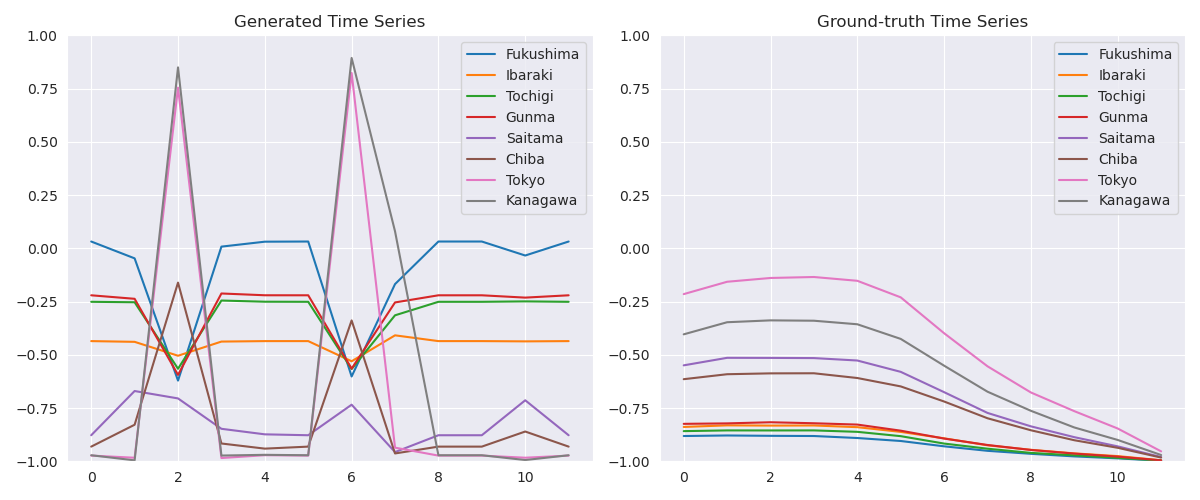 Generated Time Series
1.00
0.75
0.50
0.25
0.00
−0.25
−0.50
−0.75
−1.00
0 2 4 6 8 10
Fukushima
Ibaraki
Tochigi
Gunma
Saitama
Chiba
Tokyo
Kanagawa
Ground-truth Time Series
1.00
0.75
0.50
0.25
0.00
−0.25
−0.50
−0.75
−1.00
0 2 4 6 8 10
Fukushima
Ibaraki
Tochigi
Gunma
Saitama
Chiba
Tokyo
Kanagawa